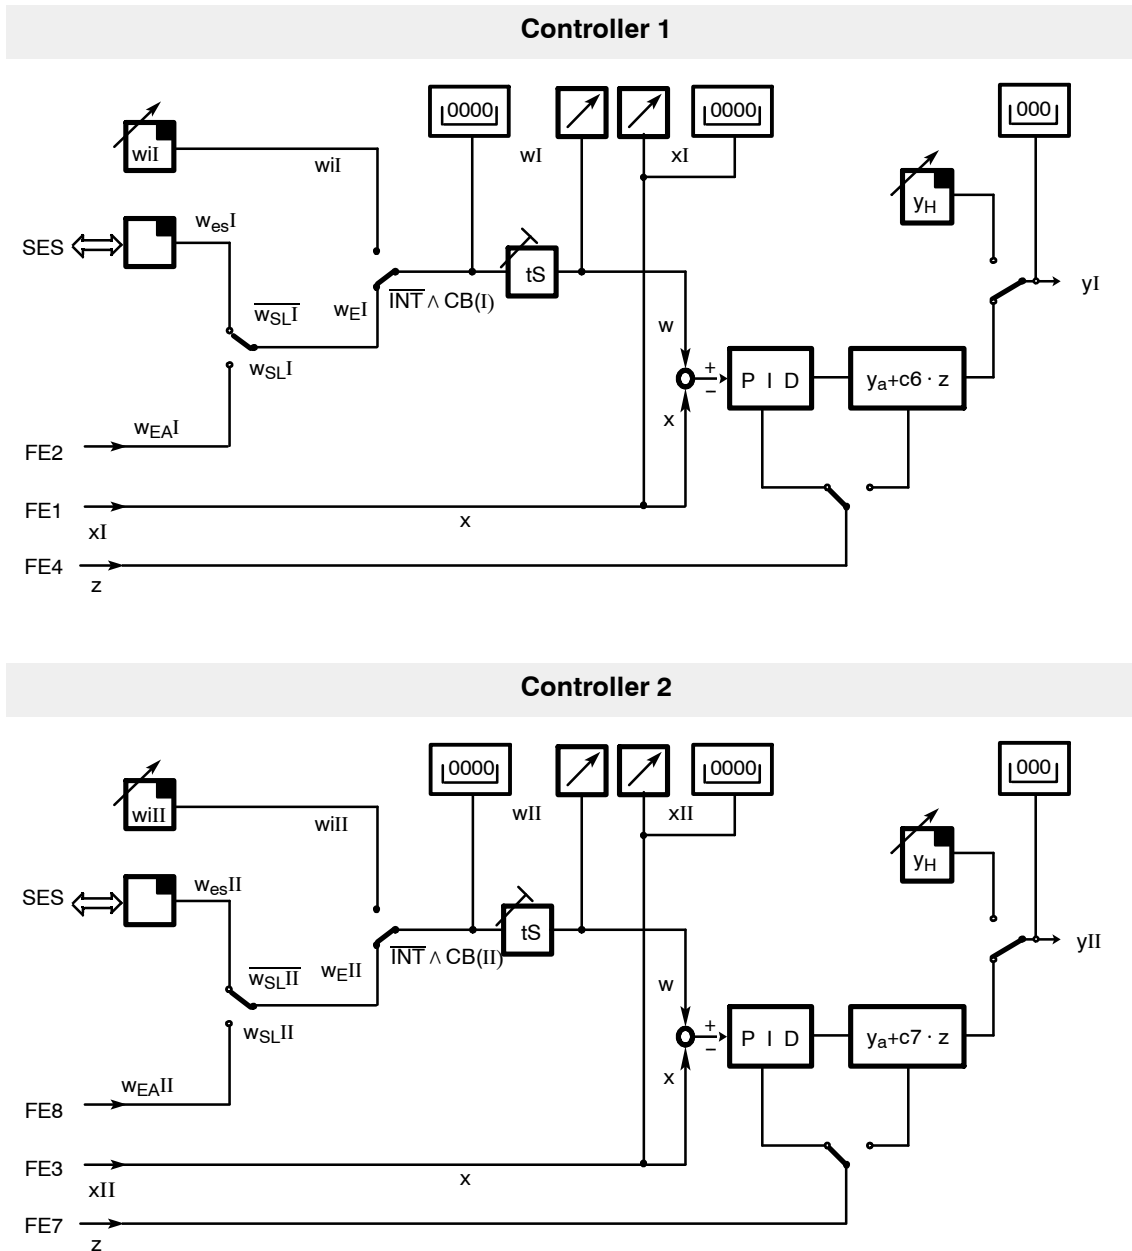 Controller 1
0000
0000
000
wiI
wiI
wI
xI
yH
SES
wesI
tS
wEI
INT ∧ CB(I)
yI
wSLI
wSLI
w
+
−
P I D
ya+c6 · z
x
wEAI
FE2
FE1
x
xI
FE4
z
Controller 2
0000
0000
000
wiII
wiII
wII
xII
yH
SES
wesII
tS
wEII
INT ∧ CB(II)
yII
wSLII
wSLII
w
+
−
P I D
ya+c7 · z
x
wEAII
FE8
FE3
x
xII
FE7
z